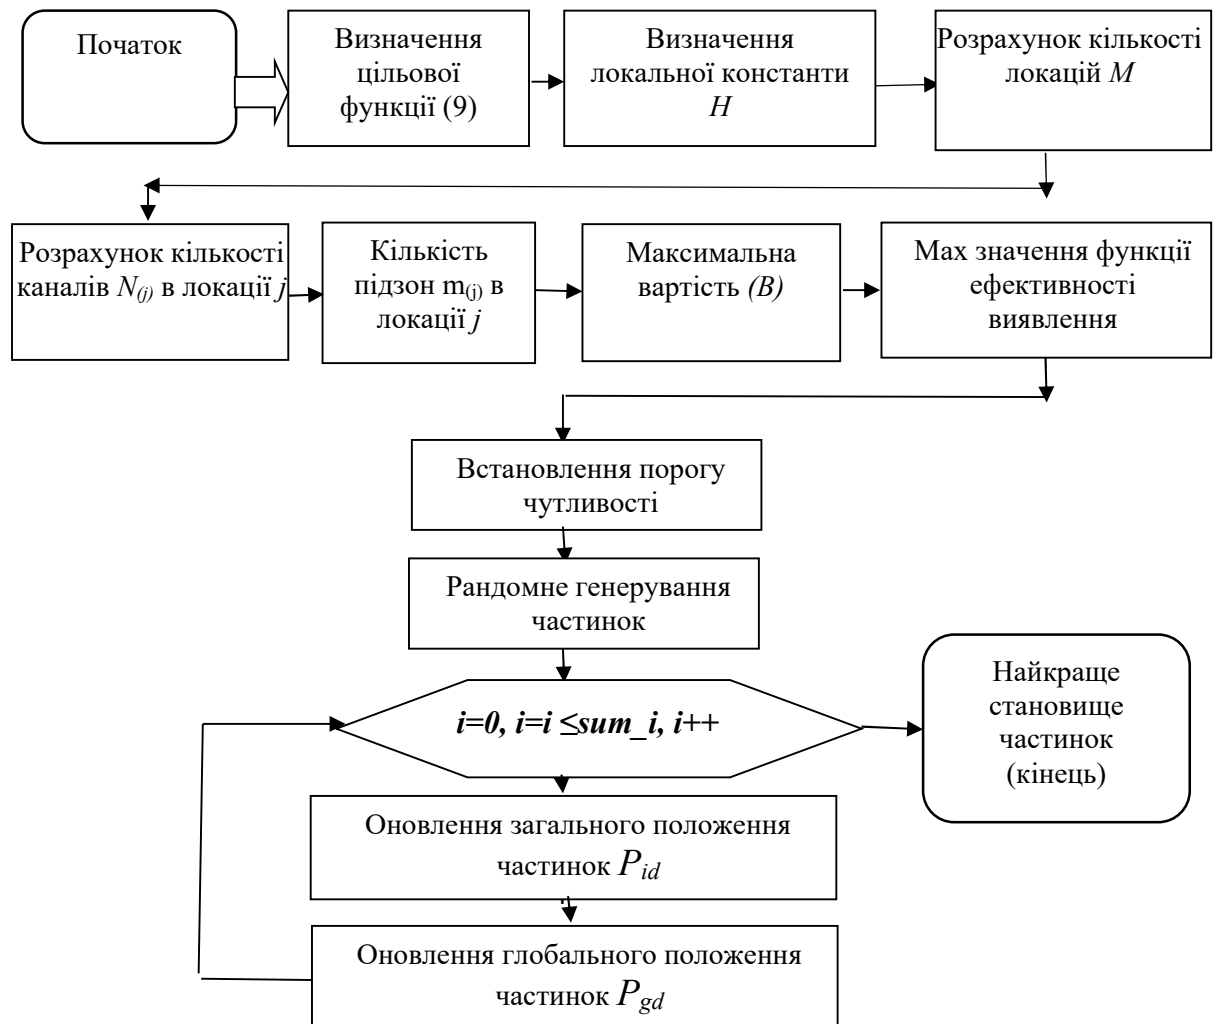 Початок
Визначення
цільової
функції (9)
Визначення
локальної константи
H
Розрахунок кількості
локацій M
Розрахунок кількості
каналів N(j) в локації j
Кількість
підзон m(j) в
локації j
Максимальна
вартість (B)
Мах значення функції
ефективності
виявлення
Встановлення порогу
чутливості
Рандомне генерування
частинок
i=0, i=i ≤sum_i, i++
Найкраще
становище
частинок
(кінець)
Оновлення загального положення
частинок Pid
Оновлення глобального положення
частинок Pgd